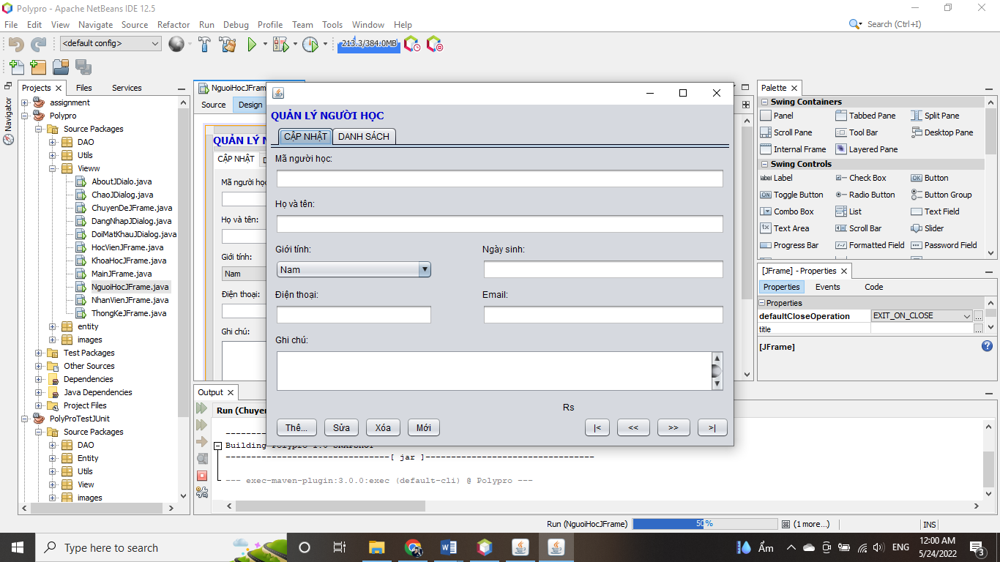 Polypro - Apache NetBeans IDE 12.5
File Edit View Navigate Source Refactor Run Debug Profile Team Tools Window Help
Search (Ctrl+I)
<default config>
213.3/384.0MB
Projects Files Services
Navigator
assignment
Polypro
Source Packages
DAO
Utils
Vieww
AboutJDialo.java
ChaoJDialog.java
ChuyenDeJFrame.java
DangNhapJDialog.java
DoiMatKhauJDialog.java
HocVienJFrame.java
KhoaHocJFrame.java
MainJFrame.java
NguoiHocJFrame.java
NhanVienJFrame.java
ThongKeJFrame.java
entity
images
Test Packages
Other Sources
Dependencies
Java Dependencies
Project Files
PolyProTestJUnit
Source Packages
DAO
Entity
Utils
View
images
NguoiHocJFram
Source Design
QUẢN LÝ N
CẬP NHẬT
Mã người học
Họ và tên:
Giới tính:
Nam
Điện thoại:
Ghi chú:
QUẢN LÝ NGƯỜI HỌC
CẬP NHẬT DANH SÁCH
Mã người học:
Họ và tên:
Giới tính: Ngày sinh:
Nam
Điện thoại: Email:
Ghi chú:
Rs
Thê... Sửa Xóa Mới |< << >> >|
Palette
Swing Containers
Panel Tabbed Pane Split Pane
Scroll Pane Tool Bar Desktop Pane
Internal Frame Layered Pane
Swing Controls
label Label Check Box OK Button
ON Toggle Button Radio Button Button Group
Combo Box List Text Field
Text Area Scroll Bar Slider
Progress Bar Formatted Field Password Field
[JFrame] - Properties
Properties Events Code
Properties
defaultCloseOperation EXIT_ON_CLOSE
title
[JFrame]
Output
Run (Chuyen
Building Polypro 1.0-SNAPSHOT
--------------------------------[ jar ]---------------------------------
--- exec-maven-plugin:3.0.0:exec (default-cli) @ Polypro ---
Run (NguoiHocJFrame) 50% (1 more...) INS
Type here to search
Ẩm ENG 12:00 AM
5/24/2022
3